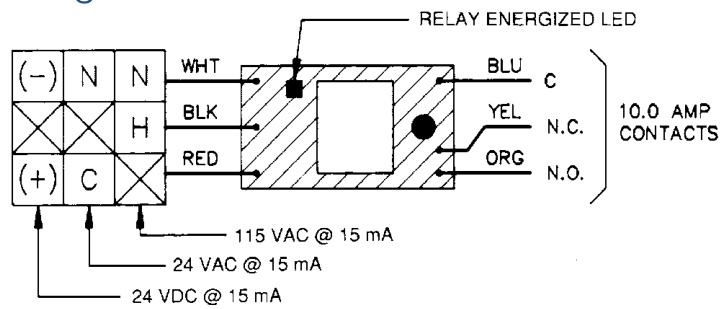 RELAY ENERGIZED LED
(-) N N WHT BLU C
H BLK YEL N.C.
10.0 AMP
CONTACTS
(+) C RED ORG N.O.
115 VAC @ 15 mA
24 VAC @ 15 mA
24 VDC @ 15 mA